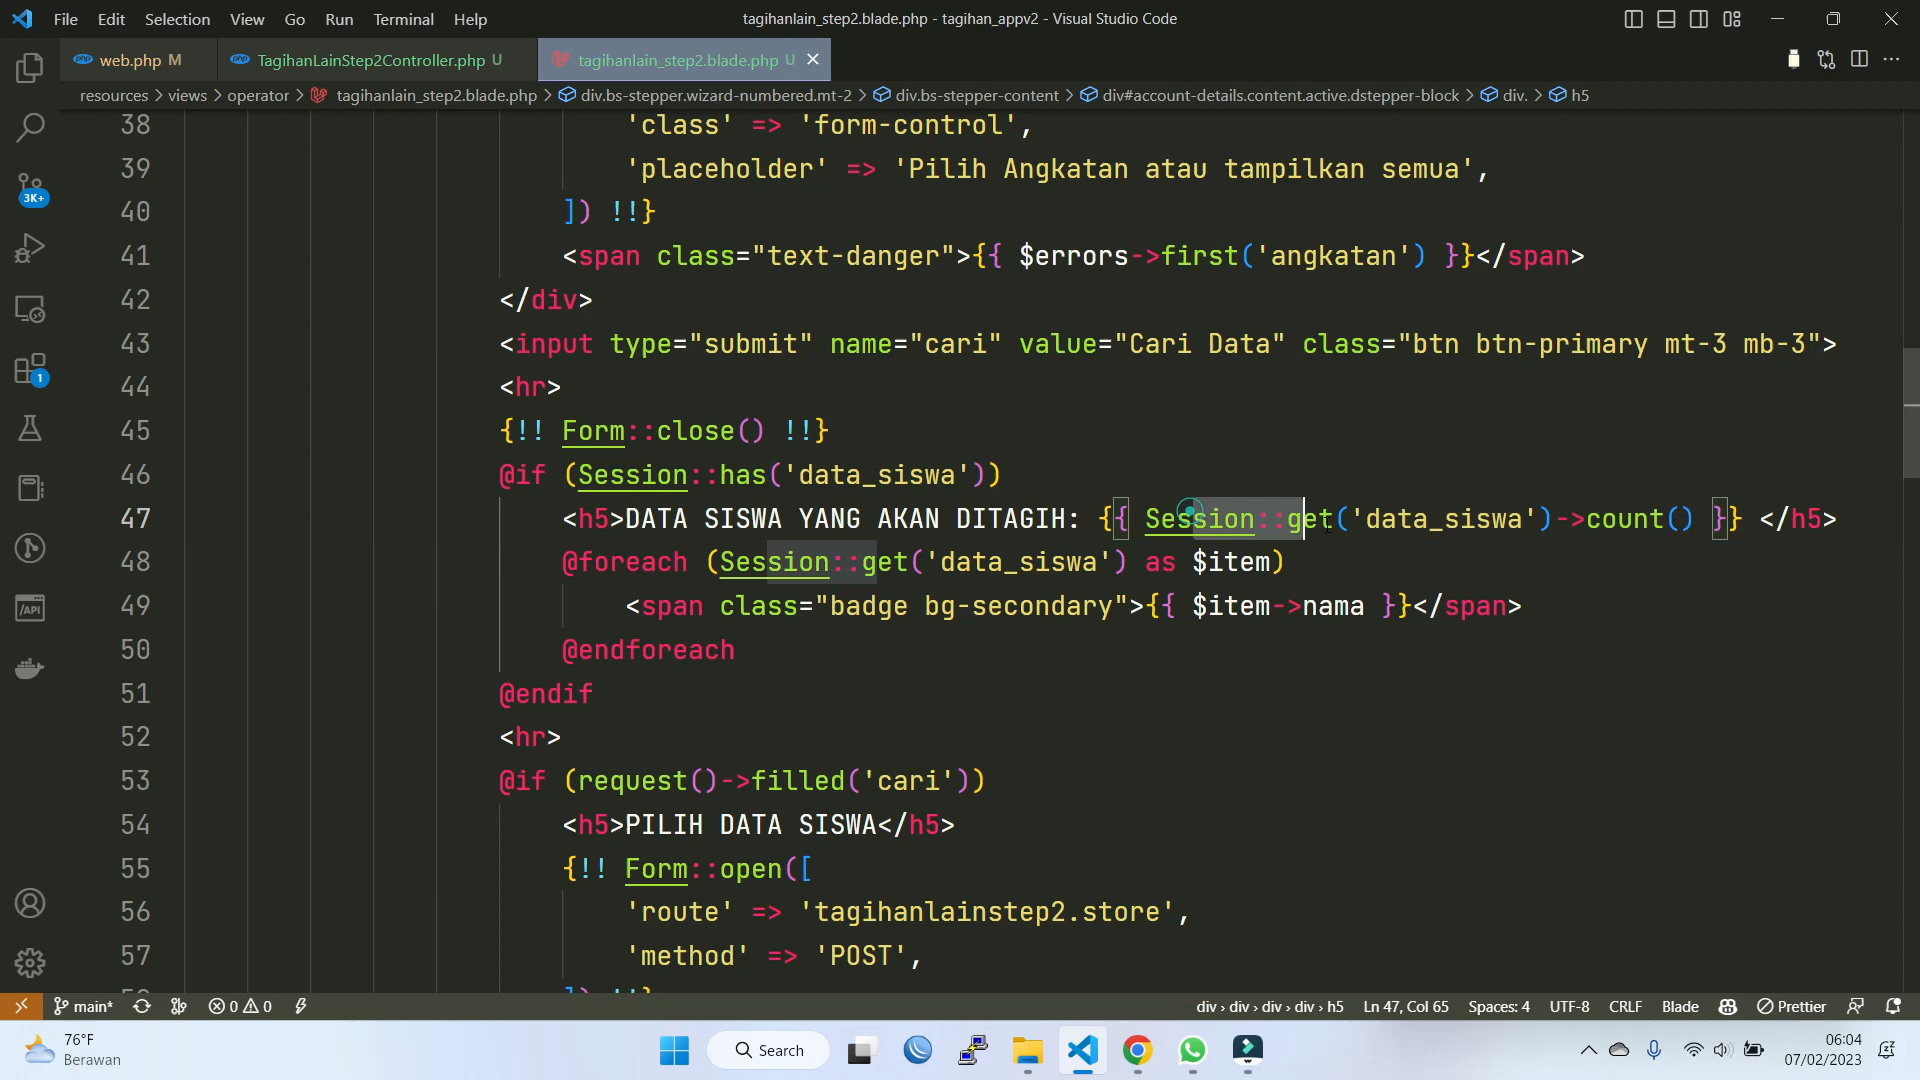 File Edit Selection View Go Run Terminal Help
tagihanlain_step2.blade.php - tagihan_appv2 - Visual Studio Code
web.php M
TagihanLainStep2Controller.php U
tagihanlain_step2.blade.php U
resources > views > operator > tagihanlain_step2.blade.php > div.bs-stepper.wizard-numbered.mt-2 > div.bs-stepper-content > div#account-details.content.active.dstepper-block > div. > h5
38 'class' => 'form-control',
39 'placeholder' => 'Pilih Angkatan atau tampilkan semua',
40 ]) !!}
41 <span class="text-danger">{{ $errors->first('angkatan') }}</span>
42 </div>
43 <input type="submit" name="cari" value="Cari Data" class="btn btn-primary mt-3 mb-3">
44 <hr>
45 {!! Form::close() !!}
46 @if (Session::has('data_siswa'))
47 <h5>DATA SISWA YANG AKAN DITAGIH: {{ Session::get('data_siswa')->count() }} </h5>
48 @foreach (Session::get('data_siswa') as $item)
49 <span class="badge bg-secondary">{{ $item->nama }}</span>
50 @endforeach
51 @endif
52 <hr>
53 @if (request()->filled('cari'))
54 <h5>PILIH DATA SISWA</h5>
55 {!! Form::open([
56 'route' => 'tagihanlainstep2.store',
57 'method' => 'POST',
3K+
1
/API
main* 0 0 div › div › div › div › h5 Ln 47, Col 65 Spaces: 4 UTF-8 CRLF Blade Prettier
76°F
Berawan
Search
06:04
07/02/2023